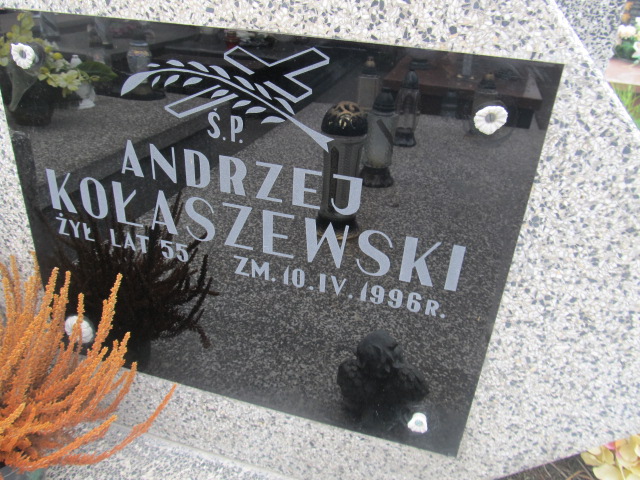 Ś.P.
ANDRZEJ
KOŁASZEWSKI
ŻYŁ LAT 55
ZM. 10.IV.1996R.